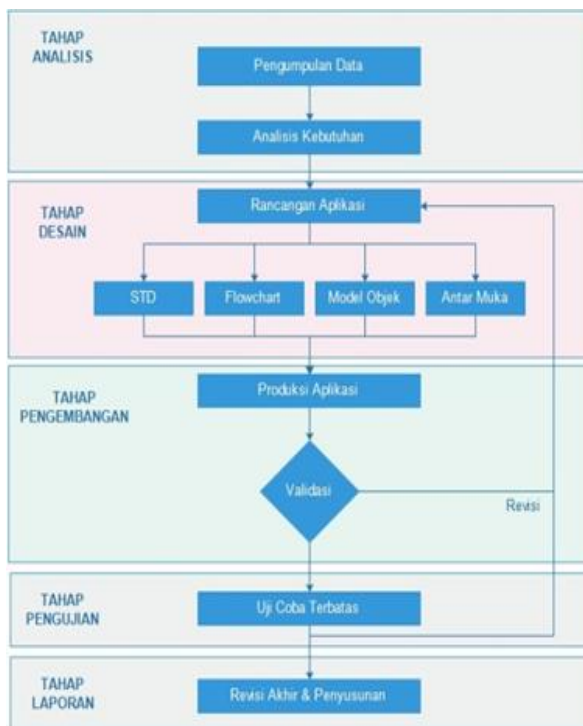 TAHAP
ANALISIS
Pengumpulan Data
Analisis Kebutuhan
TAHAP
DESAIN
Rancangan Aplikasi
STD
Flowchart
Model Objek
Antar Muka
TAHAP
PENGEMBANGAN
Produksi Aplikasi
Validasi
Revisi
TAHAP
PENGUJIAN
Uji Coba Terbatas
TAHAP
LAPORAN
Revisi Akhir & Penyusunan